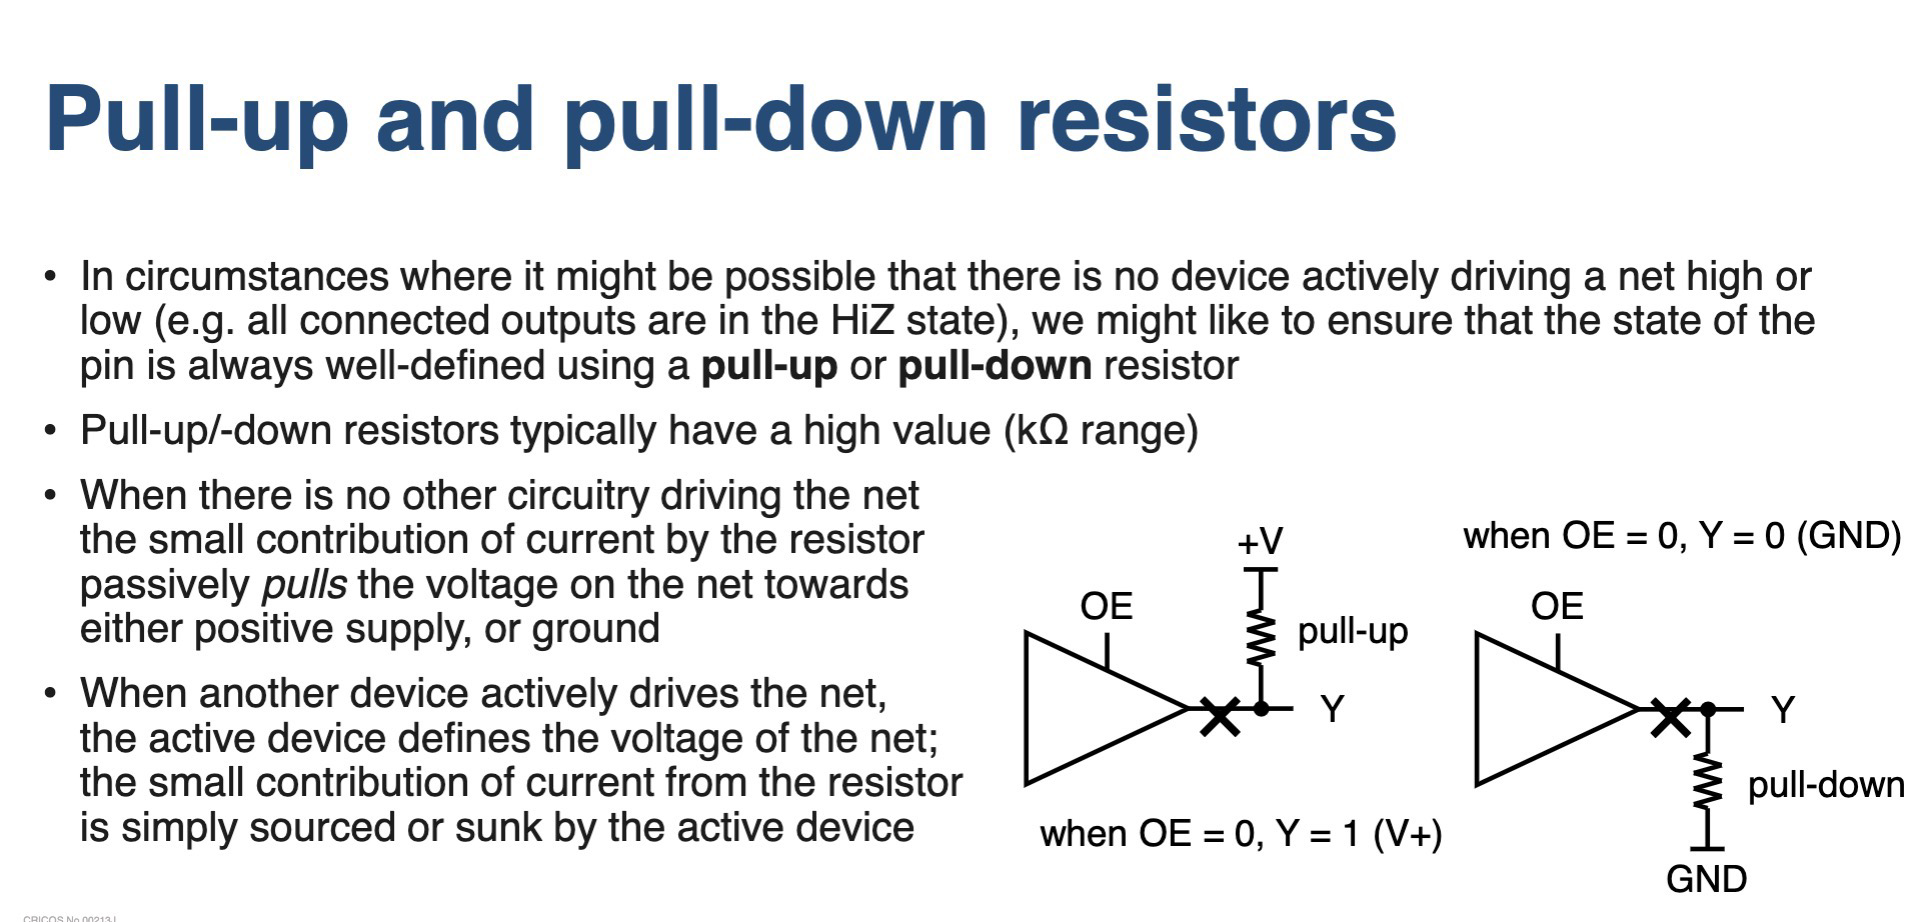 Pull-up and pull-down resistors
• In circumstances where it might be possible that there is no device actively driving a net high or
low (e.g. all connected outputs are in the HiZ state), we might like to ensure that the state of the
pin is always well-defined using a pull-up or pull-down resistor
• Pull-up/-down resistors typically have a high value (kΩ range)
• When there is no other circuitry driving the net
the small contribution of current by the resistor
passively pulls the voltage on the net towards
either positive supply, or ground
• When another device actively drives the net,
the active device defines the voltage of the net;
the small contribution of current from the resistor
is simply sourced or sunk by the active device
+V
OE
pull-up
Y
when OE = 0, Y = 1 (V+)
when OE = 0, Y = 0 (GND)
OE
Y
pull-down
GND
CRICOS No.00213J